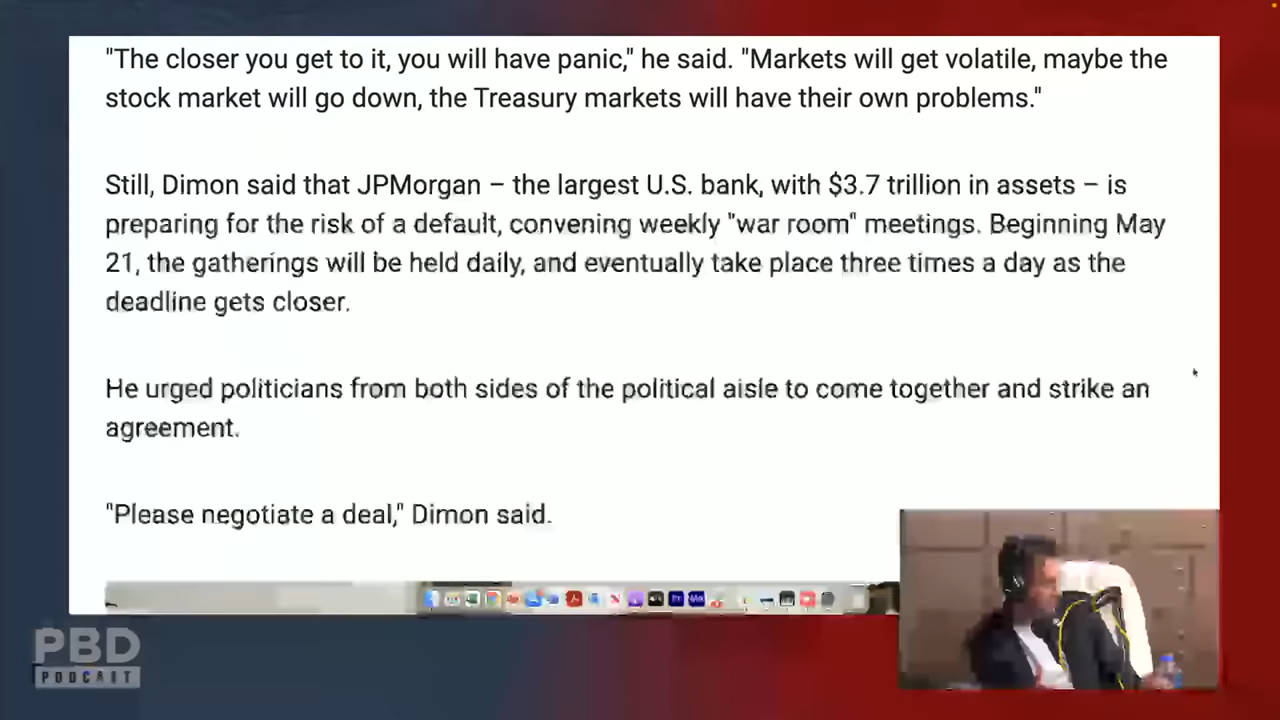 "The closer you get to it, you will have panic," he said. "Markets will get volatile, maybe the
stock market will go down, the Treasury markets will have their own problems."
Still, Dimon said that JPMorgan – the largest U.S. bank, with $3.7 trillion in assets – is
preparing for the risk of a default, convening weekly "war room" meetings. Beginning May
21, the gatherings will be held daily, and eventually take place three times a day as the
deadline gets closer.
He urged politicians from both sides of the political aisle to come together and strike an
agreement.
"Please negotiate a deal," Dimon said.
PBD
PODCAST